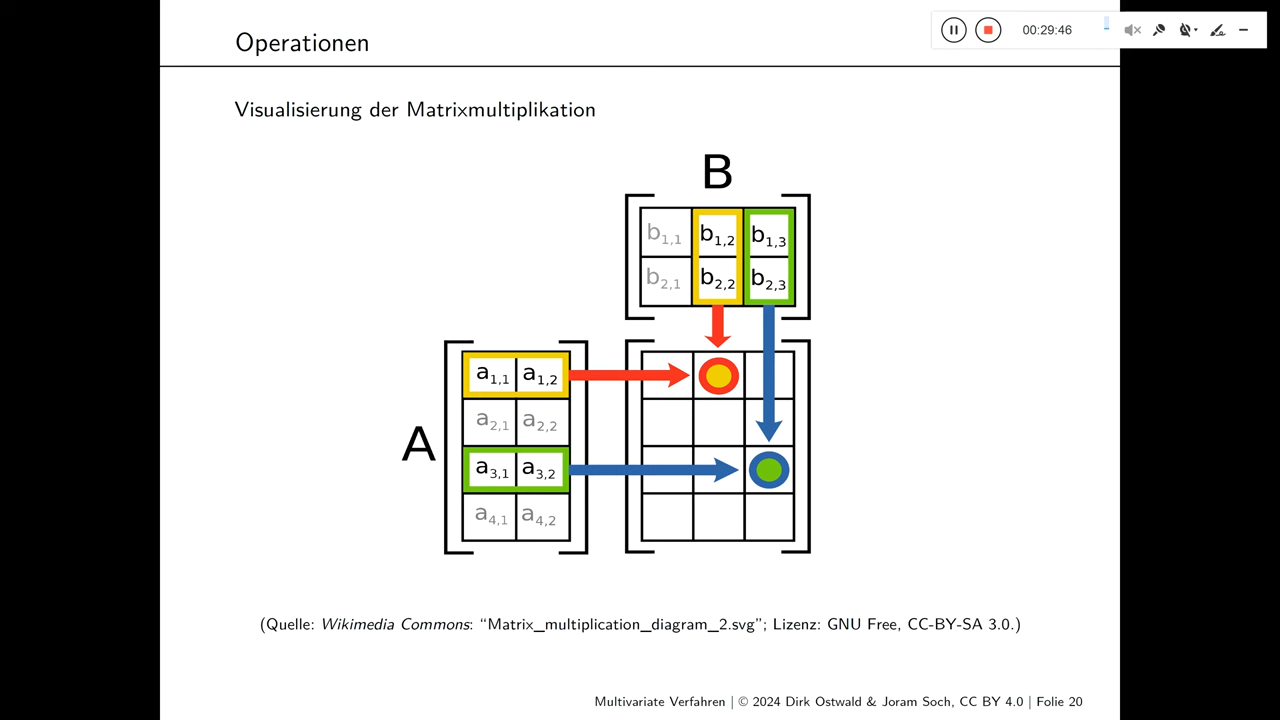 Operationen
00:29:46
Visualisierung der Matrixmultiplikation
B
b1,1 b1,2 b1,3
b2,1 b2,2 b2,3
A
a1,1 a1,2
a2,1 a2,2
a3,1 a3,2
a4,1 a4,2
(Quelle: Wikimedia Commons: “Matrix_multiplication_diagram_2.svg”; Lizenz: GNU Free, CC-BY-SA 3.0.)
Multivariate Verfahren | © 2024 Dirk Ostwald & Joram Soch, CC BY 4.0 | Folie 20